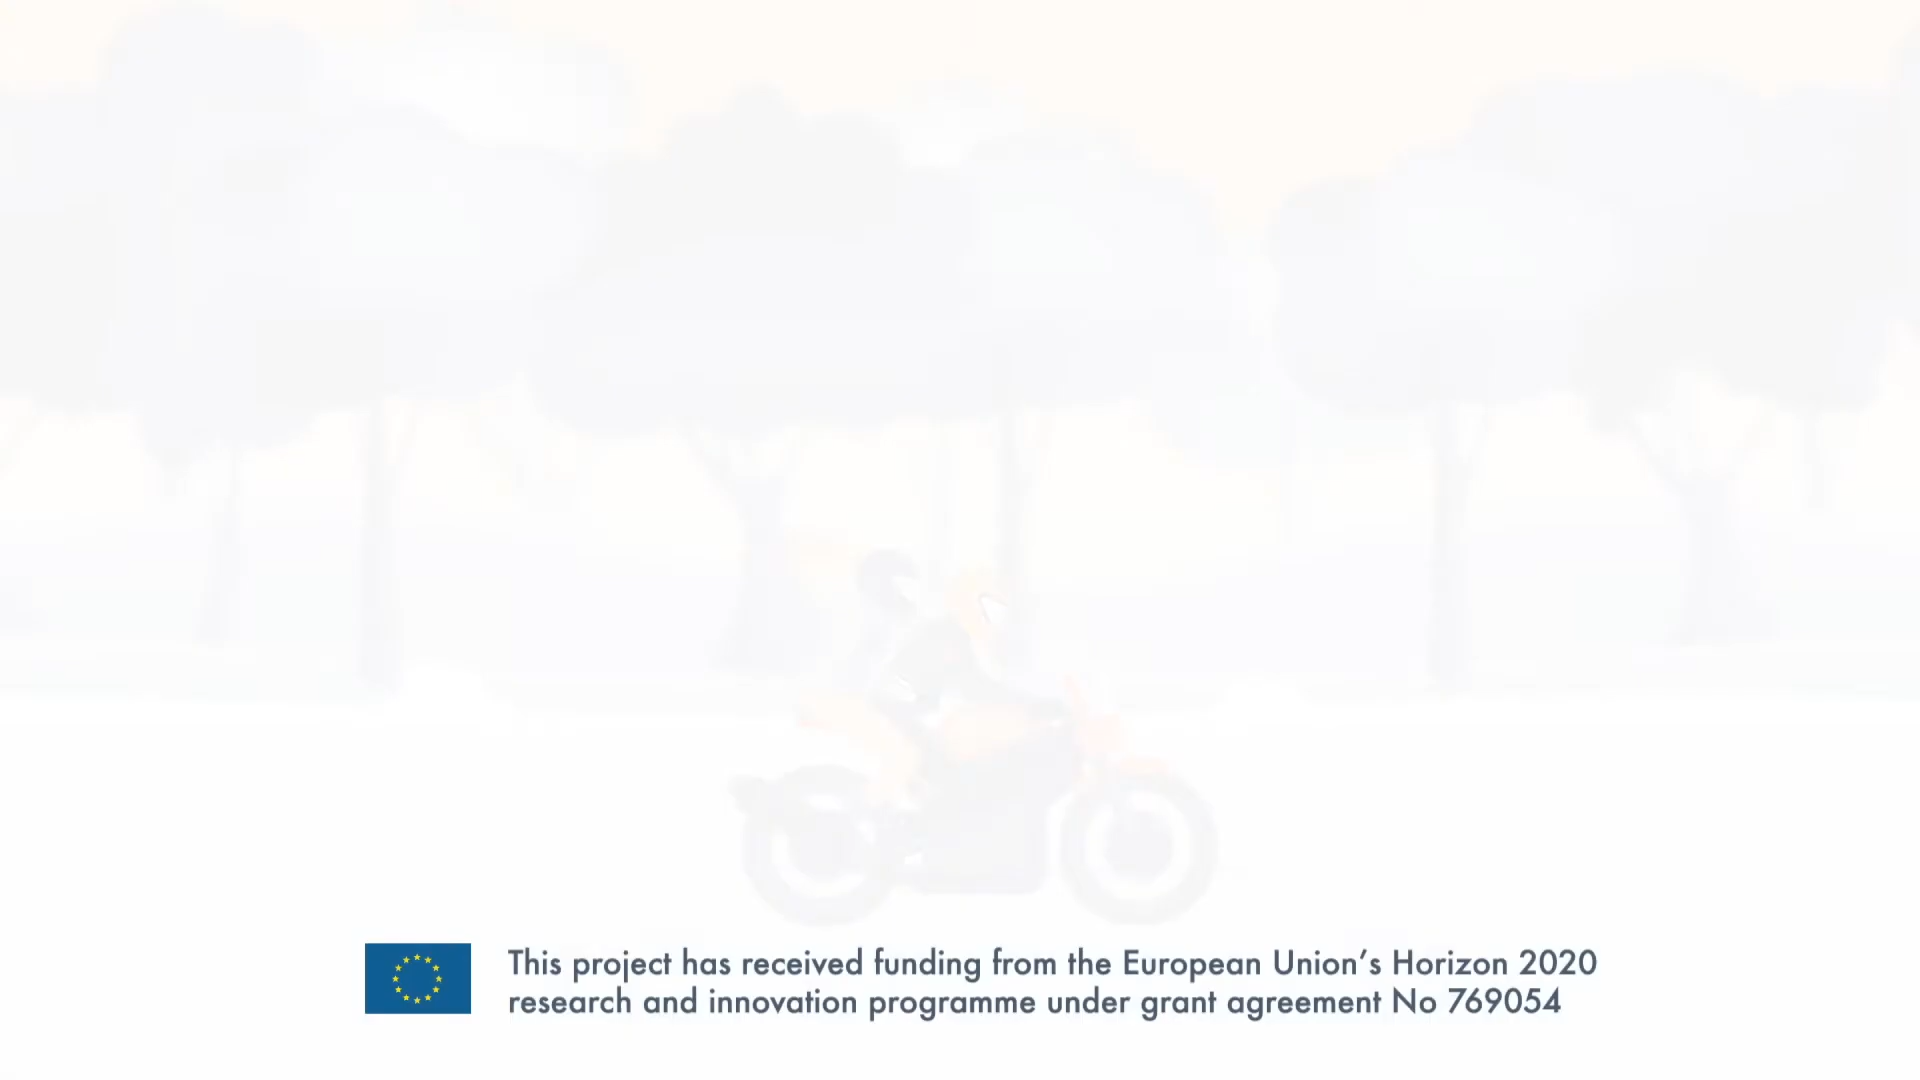 This project has received funding from the European Union’s Horizon 2020
research and innovation programme under grant agreement No 769054